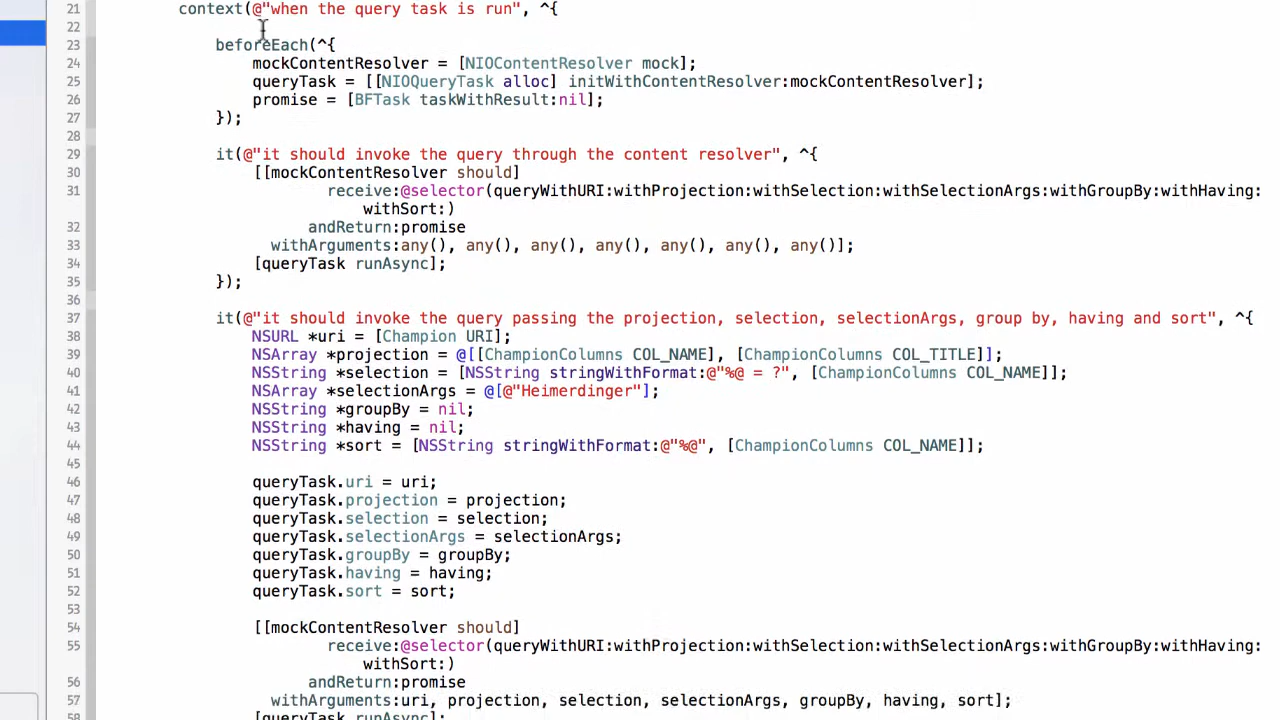 21 context(@"when the query task is run", ^{
22
23 beforeEach(^{
24 mockContentResolver = [NIOContentResolver mock];
25 queryTask = [[NIOQueryTask alloc] initWithContentResolver:mockContentResolver];
26 promise = [BFTask taskWithResult:nil];
27 });
28
29 it(@"it should invoke the query through the content resolver", ^{
30 [[mockContentResolver should]
31 receive:@selector(queryWithURI:withProjection:withSelection:withSelectionArgs:withGroupBy:withHaving:
withSort:)
32 andReturn:promise
33 withArguments:any(), any(), any(), any(), any(), any(), any()];
34 [queryTask runAsync];
35 });
36
37 it(@"it should invoke the query passing the projection, selection, selectionArgs, group by, having and sort", ^{
38 NSURL *uri = [Champion URI];
39 NSArray *projection = @[[ChampionColumns COL_NAME], [ChampionColumns COL_TITLE]];
40 NSString *selection = [NSString stringWithFormat:@"%@ = ?", [ChampionColumns COL_NAME]];
41 NSArray *selectionArgs = @[@"Heimerdinger"];
42 NSString *groupBy = nil;
43 NSString *having = nil;
44 NSString *sort = [NSString stringWithFormat:@"%@", [ChampionColumns COL_NAME]];
45
46 queryTask.uri = uri;
47 queryTask.projection = projection;
48 queryTask.selection = selection;
49 queryTask.selectionArgs = selectionArgs;
50 queryTask.groupBy = groupBy;
51 queryTask.having = having;
52 queryTask.sort = sort;
53
54 [[mockContentResolver should]
55 receive:@selector(queryWithURI:withProjection:withSelection:withSelectionArgs:withGroupBy:withHaving:
withSort:)
56 andReturn:promise
57 withArguments:uri, projection, selection, selectionArgs, groupBy, having, sort];
58 [queryTask runAsync];